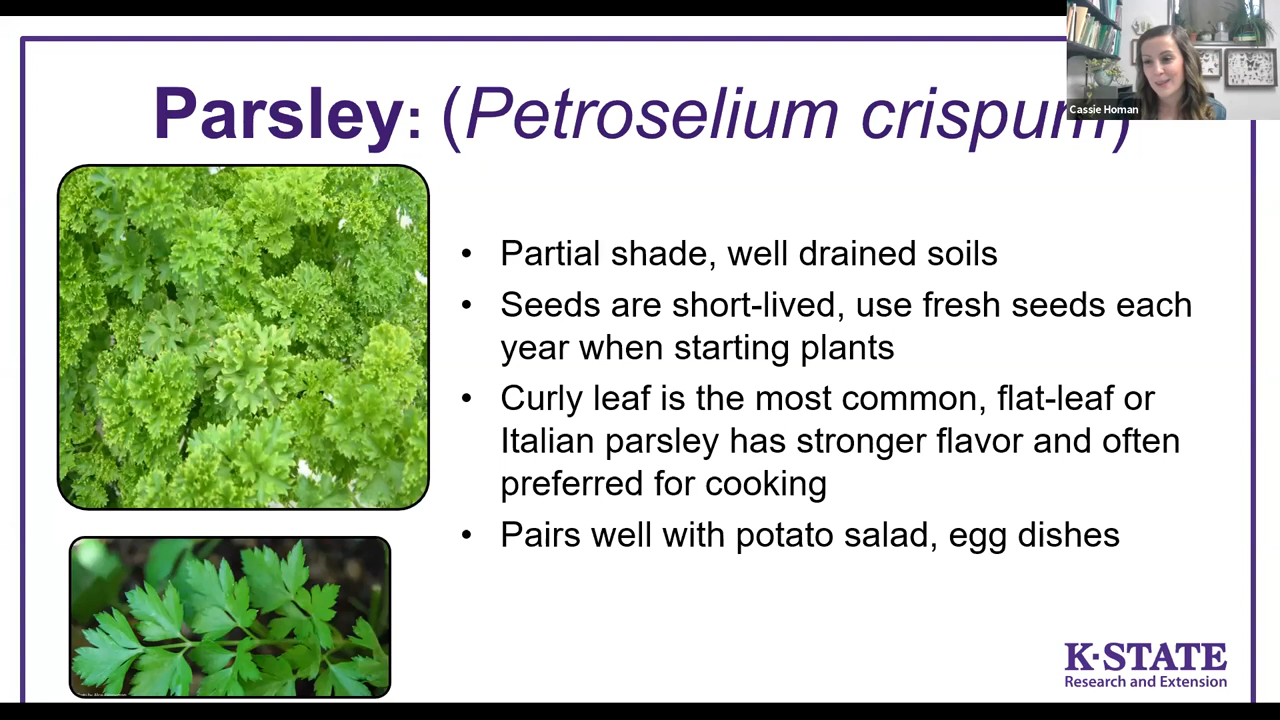 Parsley: (Petroselium crispum)
Cassie Homan
• Partial shade, well drained soils
• Seeds are short-lived, use fresh seeds each
year when starting plants
• Curly leaf is the most common, flat-leaf or
Italian parsley has stronger flavor and often
preferred for cooking
• Pairs well with potato salad, egg dishes
K-STATE
Research and Extension